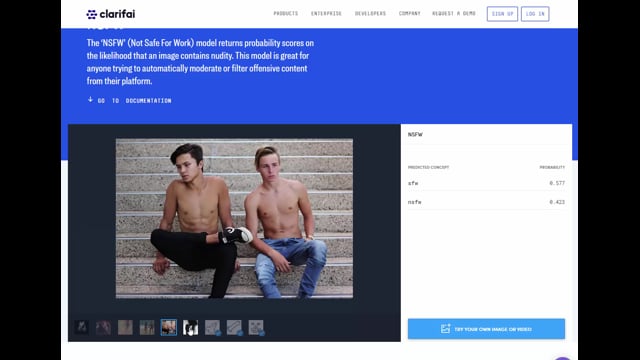 clarifai
PRODUCTS ENTERPRISE DEVELOPERS COMPANY REQUEST A DEMO SIGN UP LOG IN
The 'NSFW' (Not Safe For Work) model returns probability scores on
the likelihood that an image contains nudity. This model is great for
anyone trying to automatically moderate or filter offensive content
from their platform.
GO TO DOCUMENTATION
NSFW
PREDICTED CONCEPT PROBABILITY
sfw 0.577
nsfw 0.423
TRY YOUR OWN IMAGE OR VIDEO